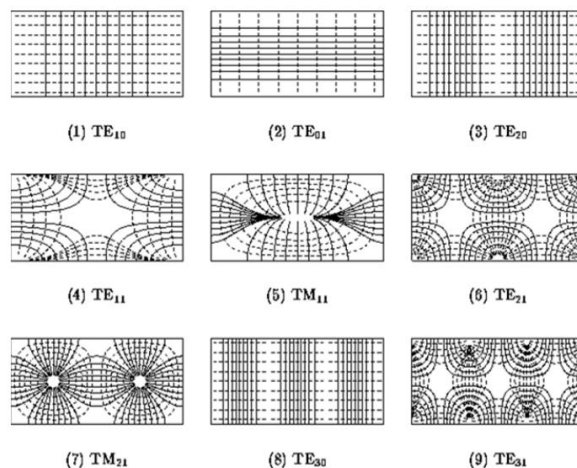 (1) TE₁₀ (2) TE₀₁ (3) TE₂₀
(4) TE₁₁ (5) TM₁₁ (6) TE₂₁
(7) TM₂₁ (8) TE₃₀ (9) TE₃₁